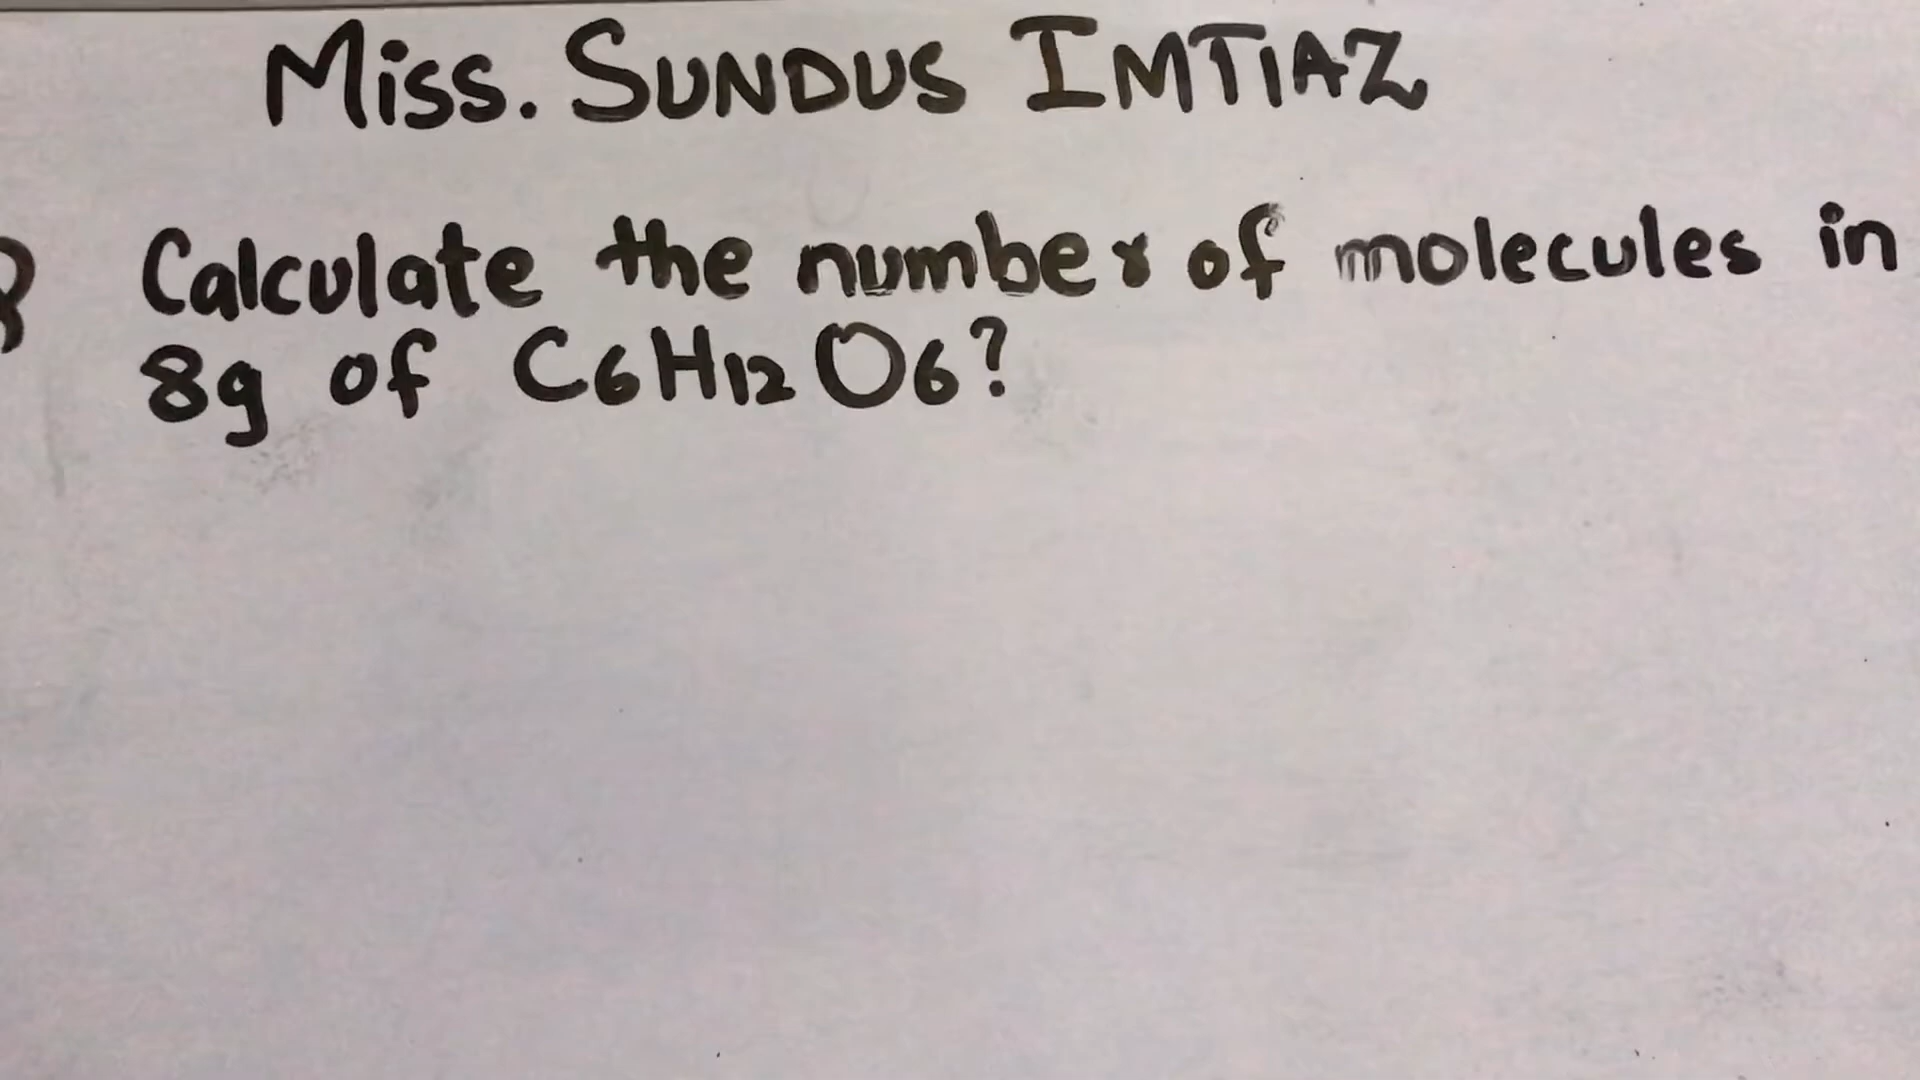 Miss. SUNDUS IMTIAZ
Calculate the number of molecules in
8g of C6H12O6?